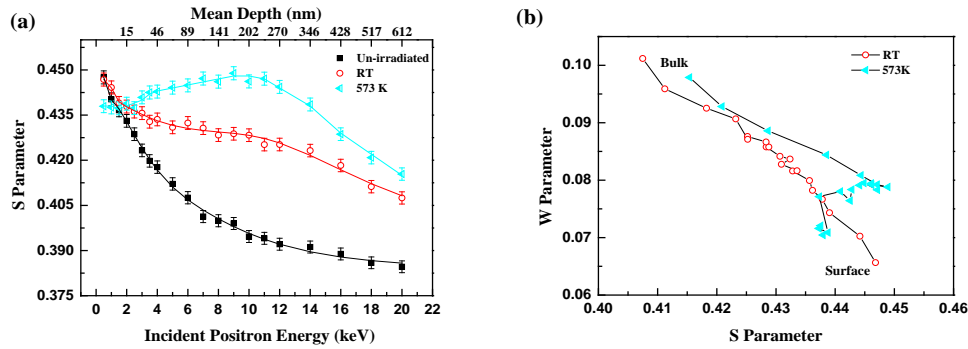 (a)
Mean Depth (nm)
15 46 89 141 202 270 346 428 517 612
0.450
0.435
0.420
0.405
0.390
0.375
S Parameter
Un-irradiated
RT
573 K
0 2 4 6 8 10 12 14 16 18 20 22
Incident Positron Energy (keV)
(b)
0.10
0.09
0.08
0.07
0.06
W Parameter
Bulk
RT
573K
Surface
0.40 0.41 0.42 0.43 0.44 0.45 0.46
S Parameter